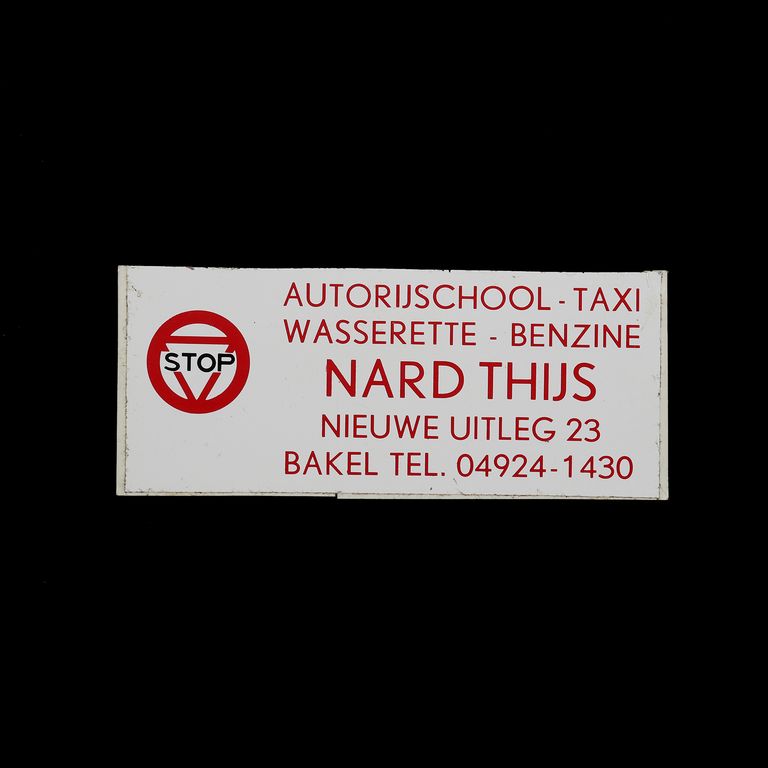 STOP
AUTORIJSCHOOL - TAXI
WASSERETTE - BENZINE
NARD THIJS
NIEUWE UITLEG 23
BAKEL TEL. 04924-1430